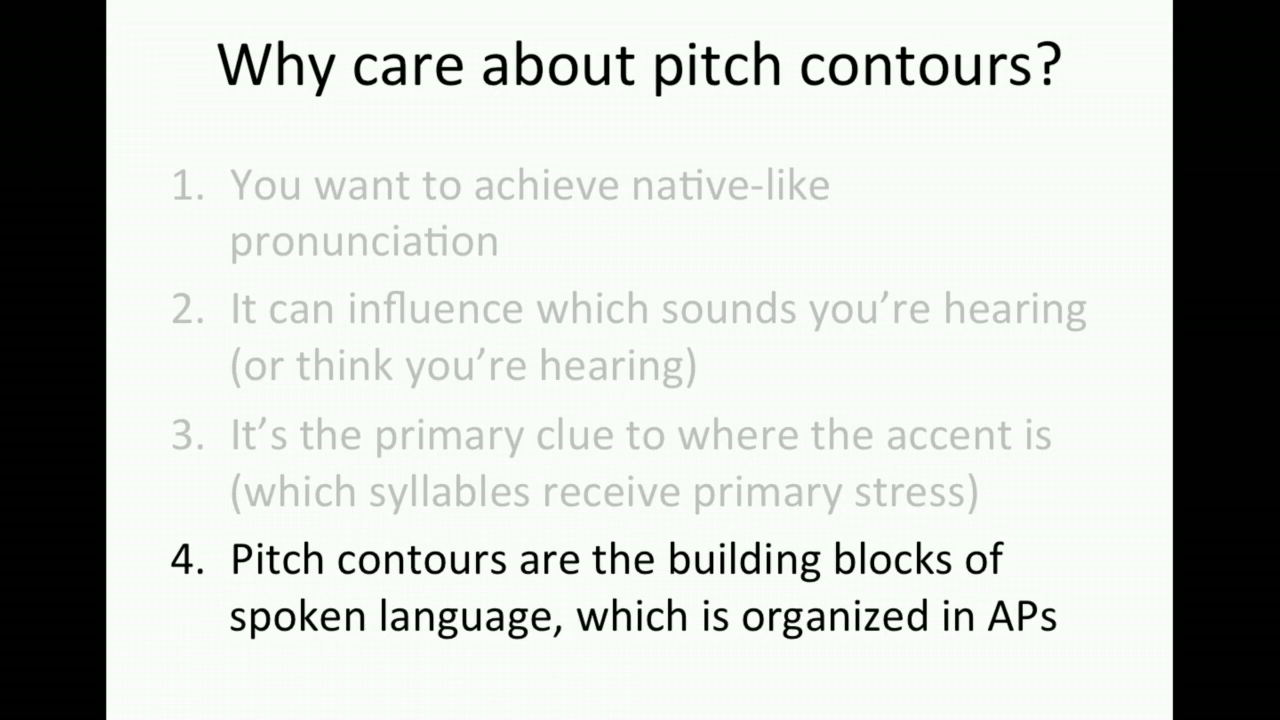 Why care about pitch contours?
1. You want to achieve native-like
pronunciation
2. It can influence which sounds you’re hearing
(or think you’re hearing)
3. It’s the primary clue to where the accent is
(which syllables receive primary stress)
4. Pitch contours are the building blocks of
spoken language, which is organized in APs